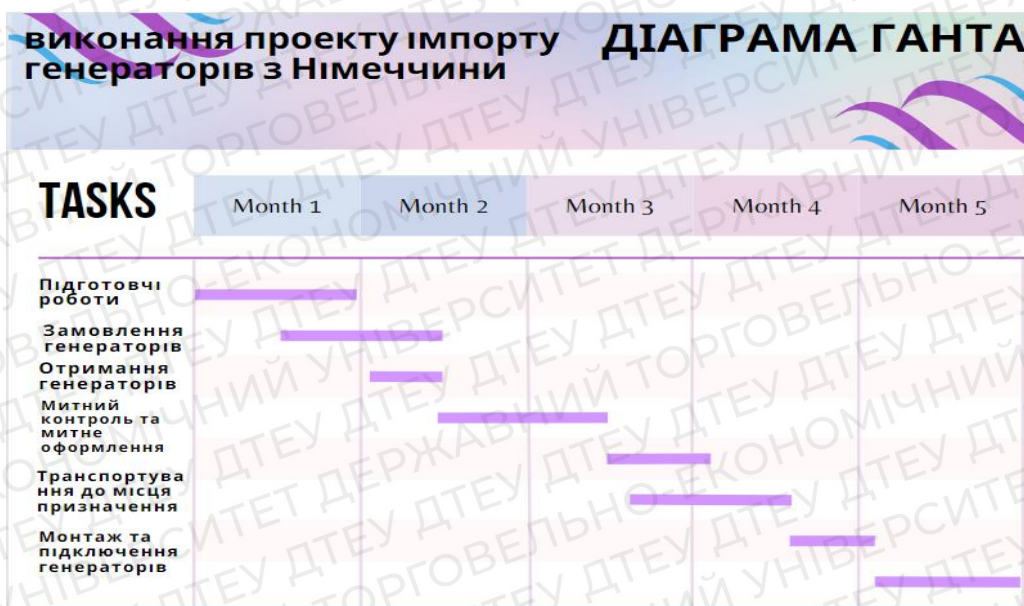 виконання проекту імпорту
генераторів з Німеччини
ДІАГРАМА ГАНТА
TASKS
Month 1
Month 2
Month 3
Month 4
Month 5
Підготовчі
роботи
Замовлення
генераторів
Отримання
генераторів
Митний
контроль та
митне
оформлення
Транспортува
ння до місця
призначення
Монтаж та
підключення
генераторів